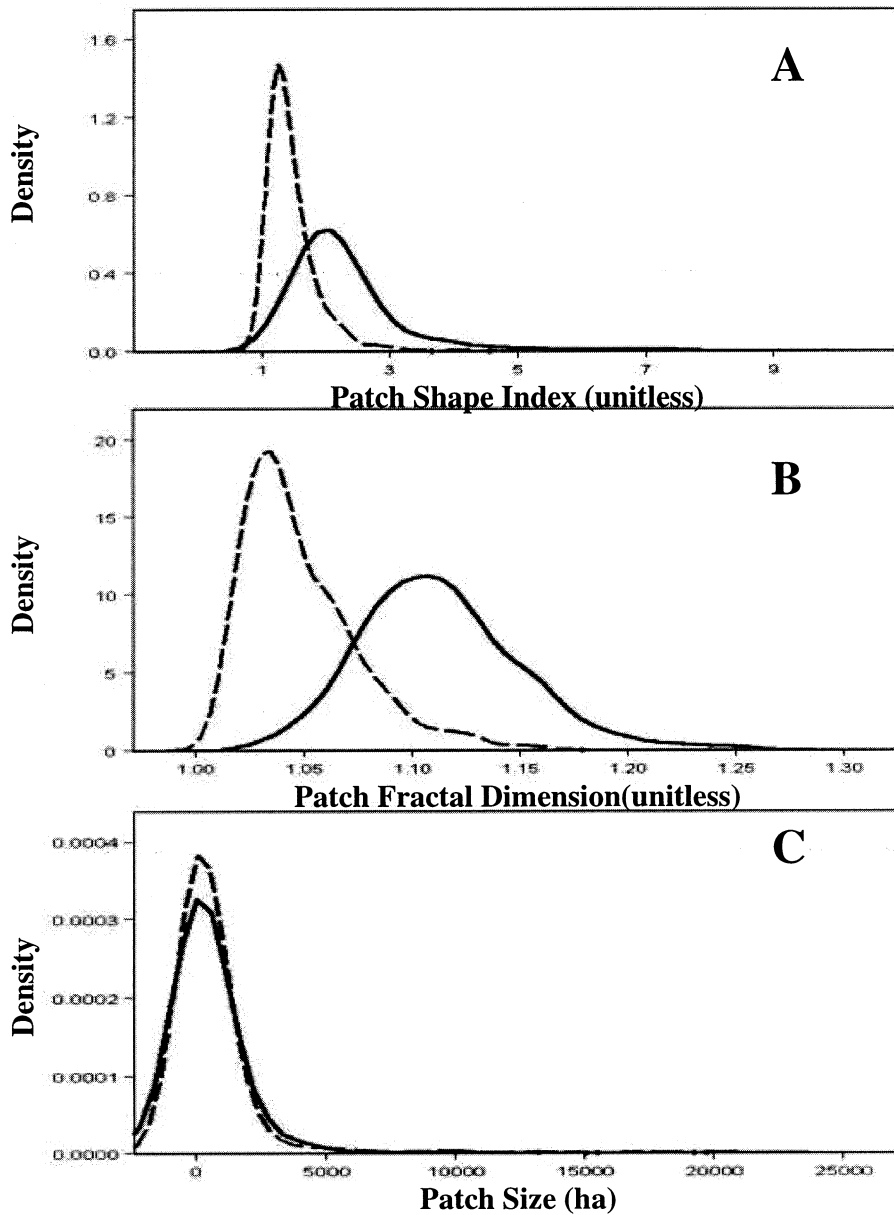 1.6
A
1.2
Density
0.8
0.4
0.0
1 3 5 7 9
Patch Shape Index (unitless)
20
B
15
Density
10
5
0
1.00 1.05 1.10 1.15 1.20 1.25 1.30
Patch Fractal Dimension(unitless)
0.0004
C
0.0003
Density
0.0002
0.0001
0.0000
0 5000 10000 15000 20000 25000
Patch Size (ha)